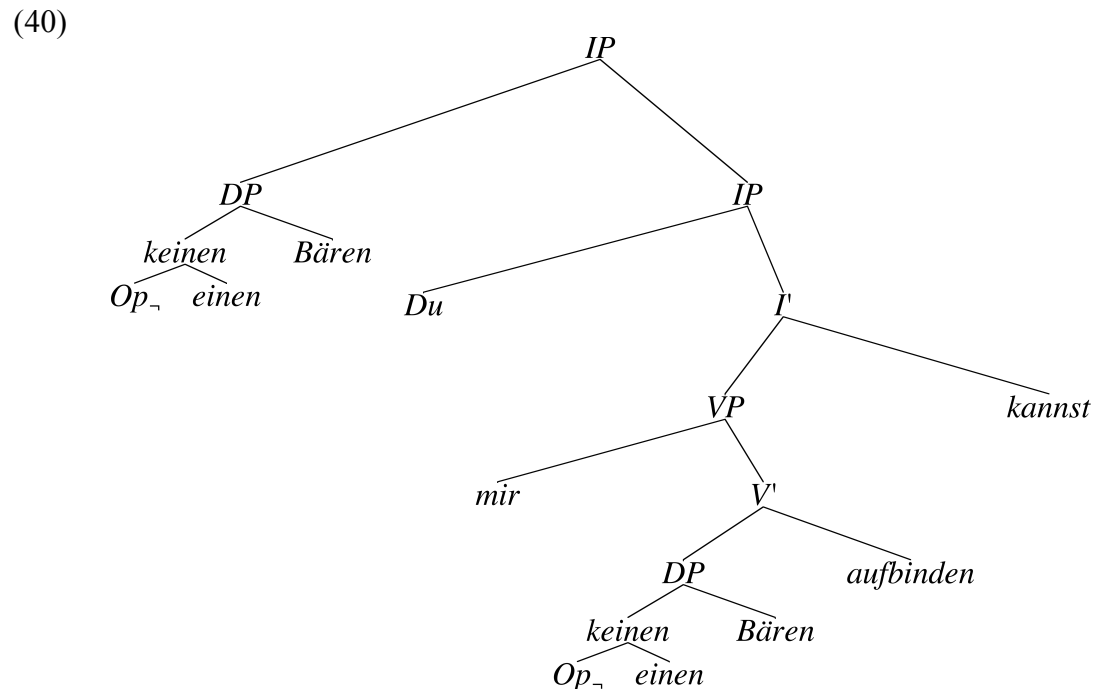 (40)
IP
DP IP
keinen Bären
Op¬ einen Du I'
VP kannst
mir V'
DP aufbinden
keinen Bären
Op¬ einen